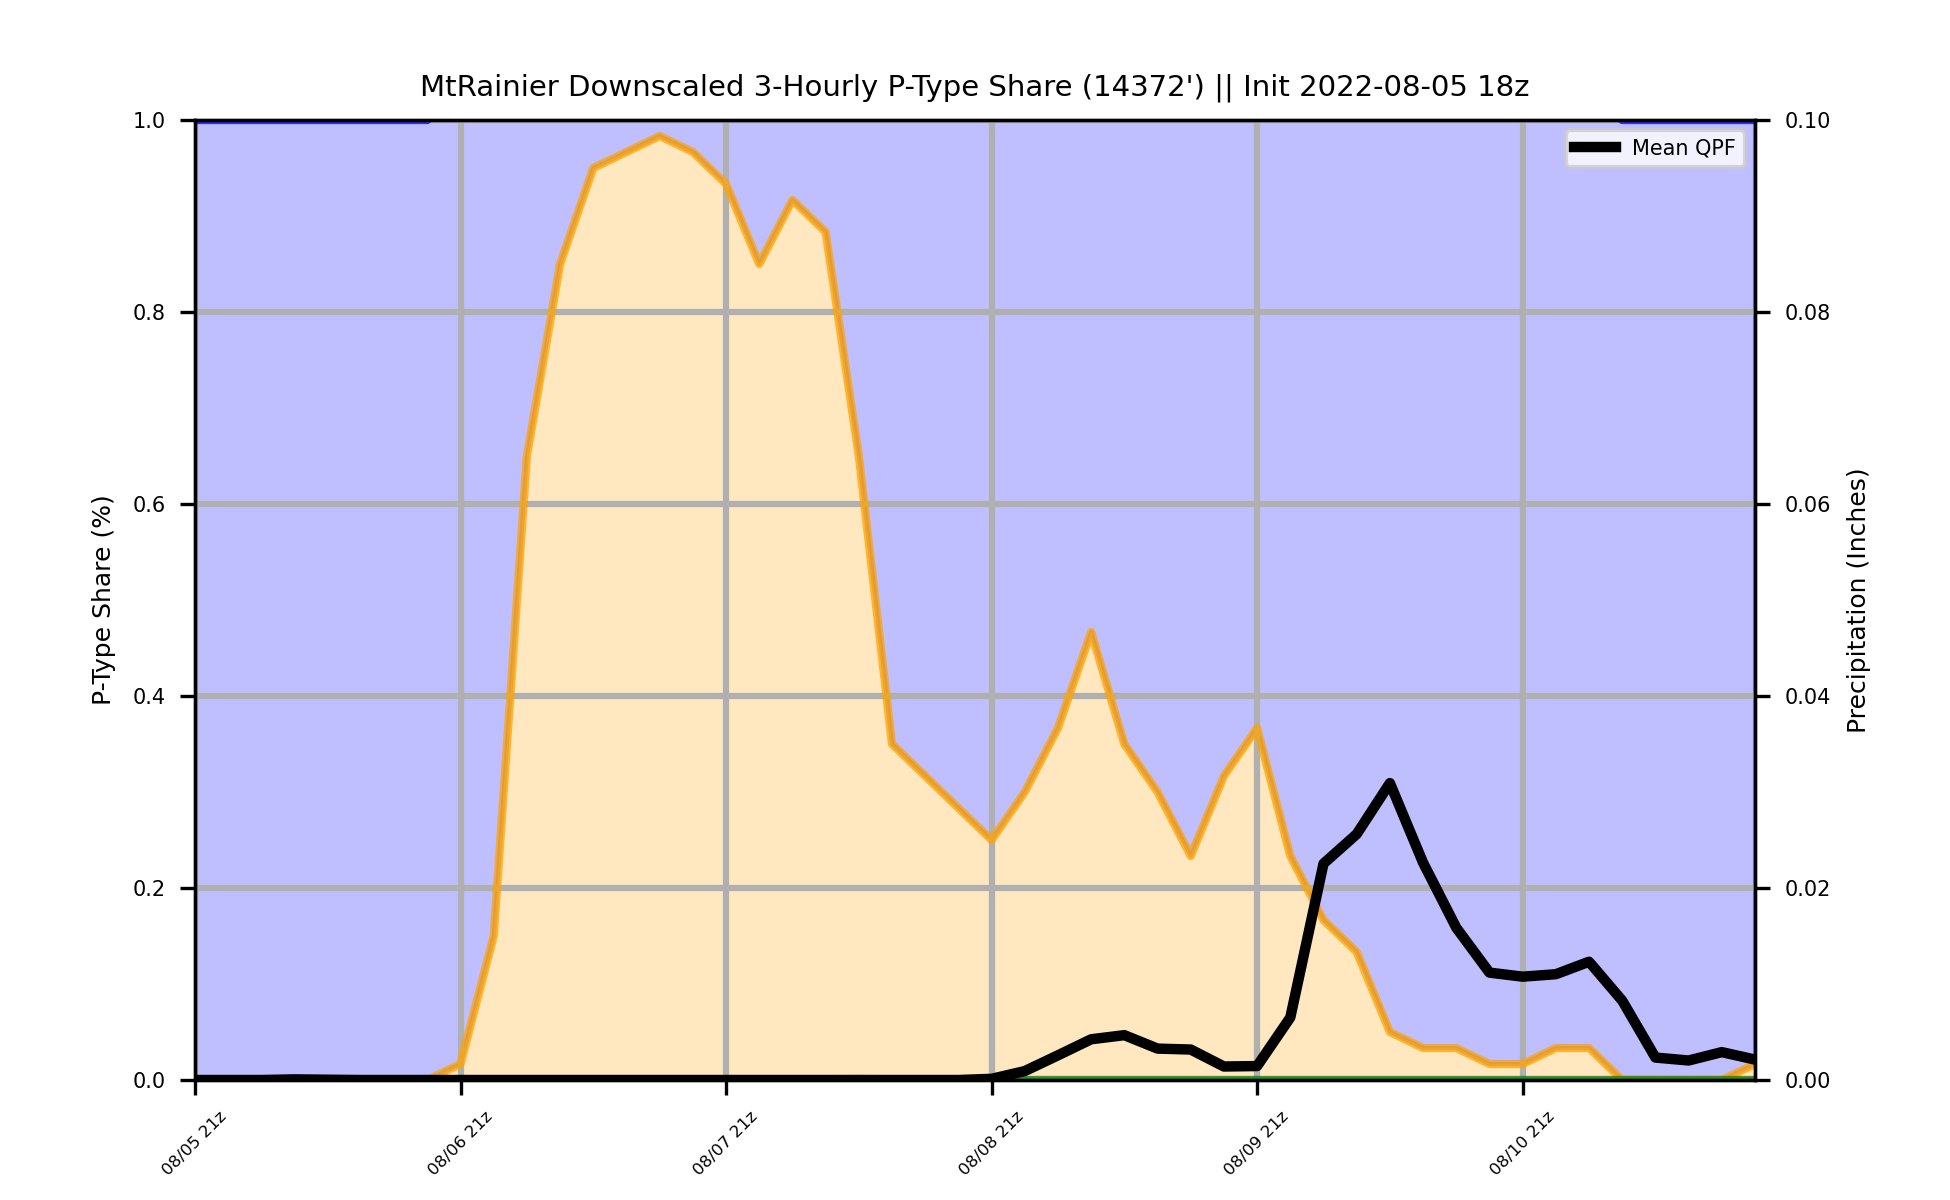 MtRainier Downscaled 3-Hourly P-Type Share (14372') || Init 2022-08-05 18z
Mean QPF
P-Type Share (%)
1.0
0.8
0.6
0.4
0.2
0.0
0.10
0.08
0.06
0.04
0.02
0.00
Precipitation (Inches)
08/05 21z
08/06 21z
08/07 21z
08/08 21z
08/09 21z
08/10 21z